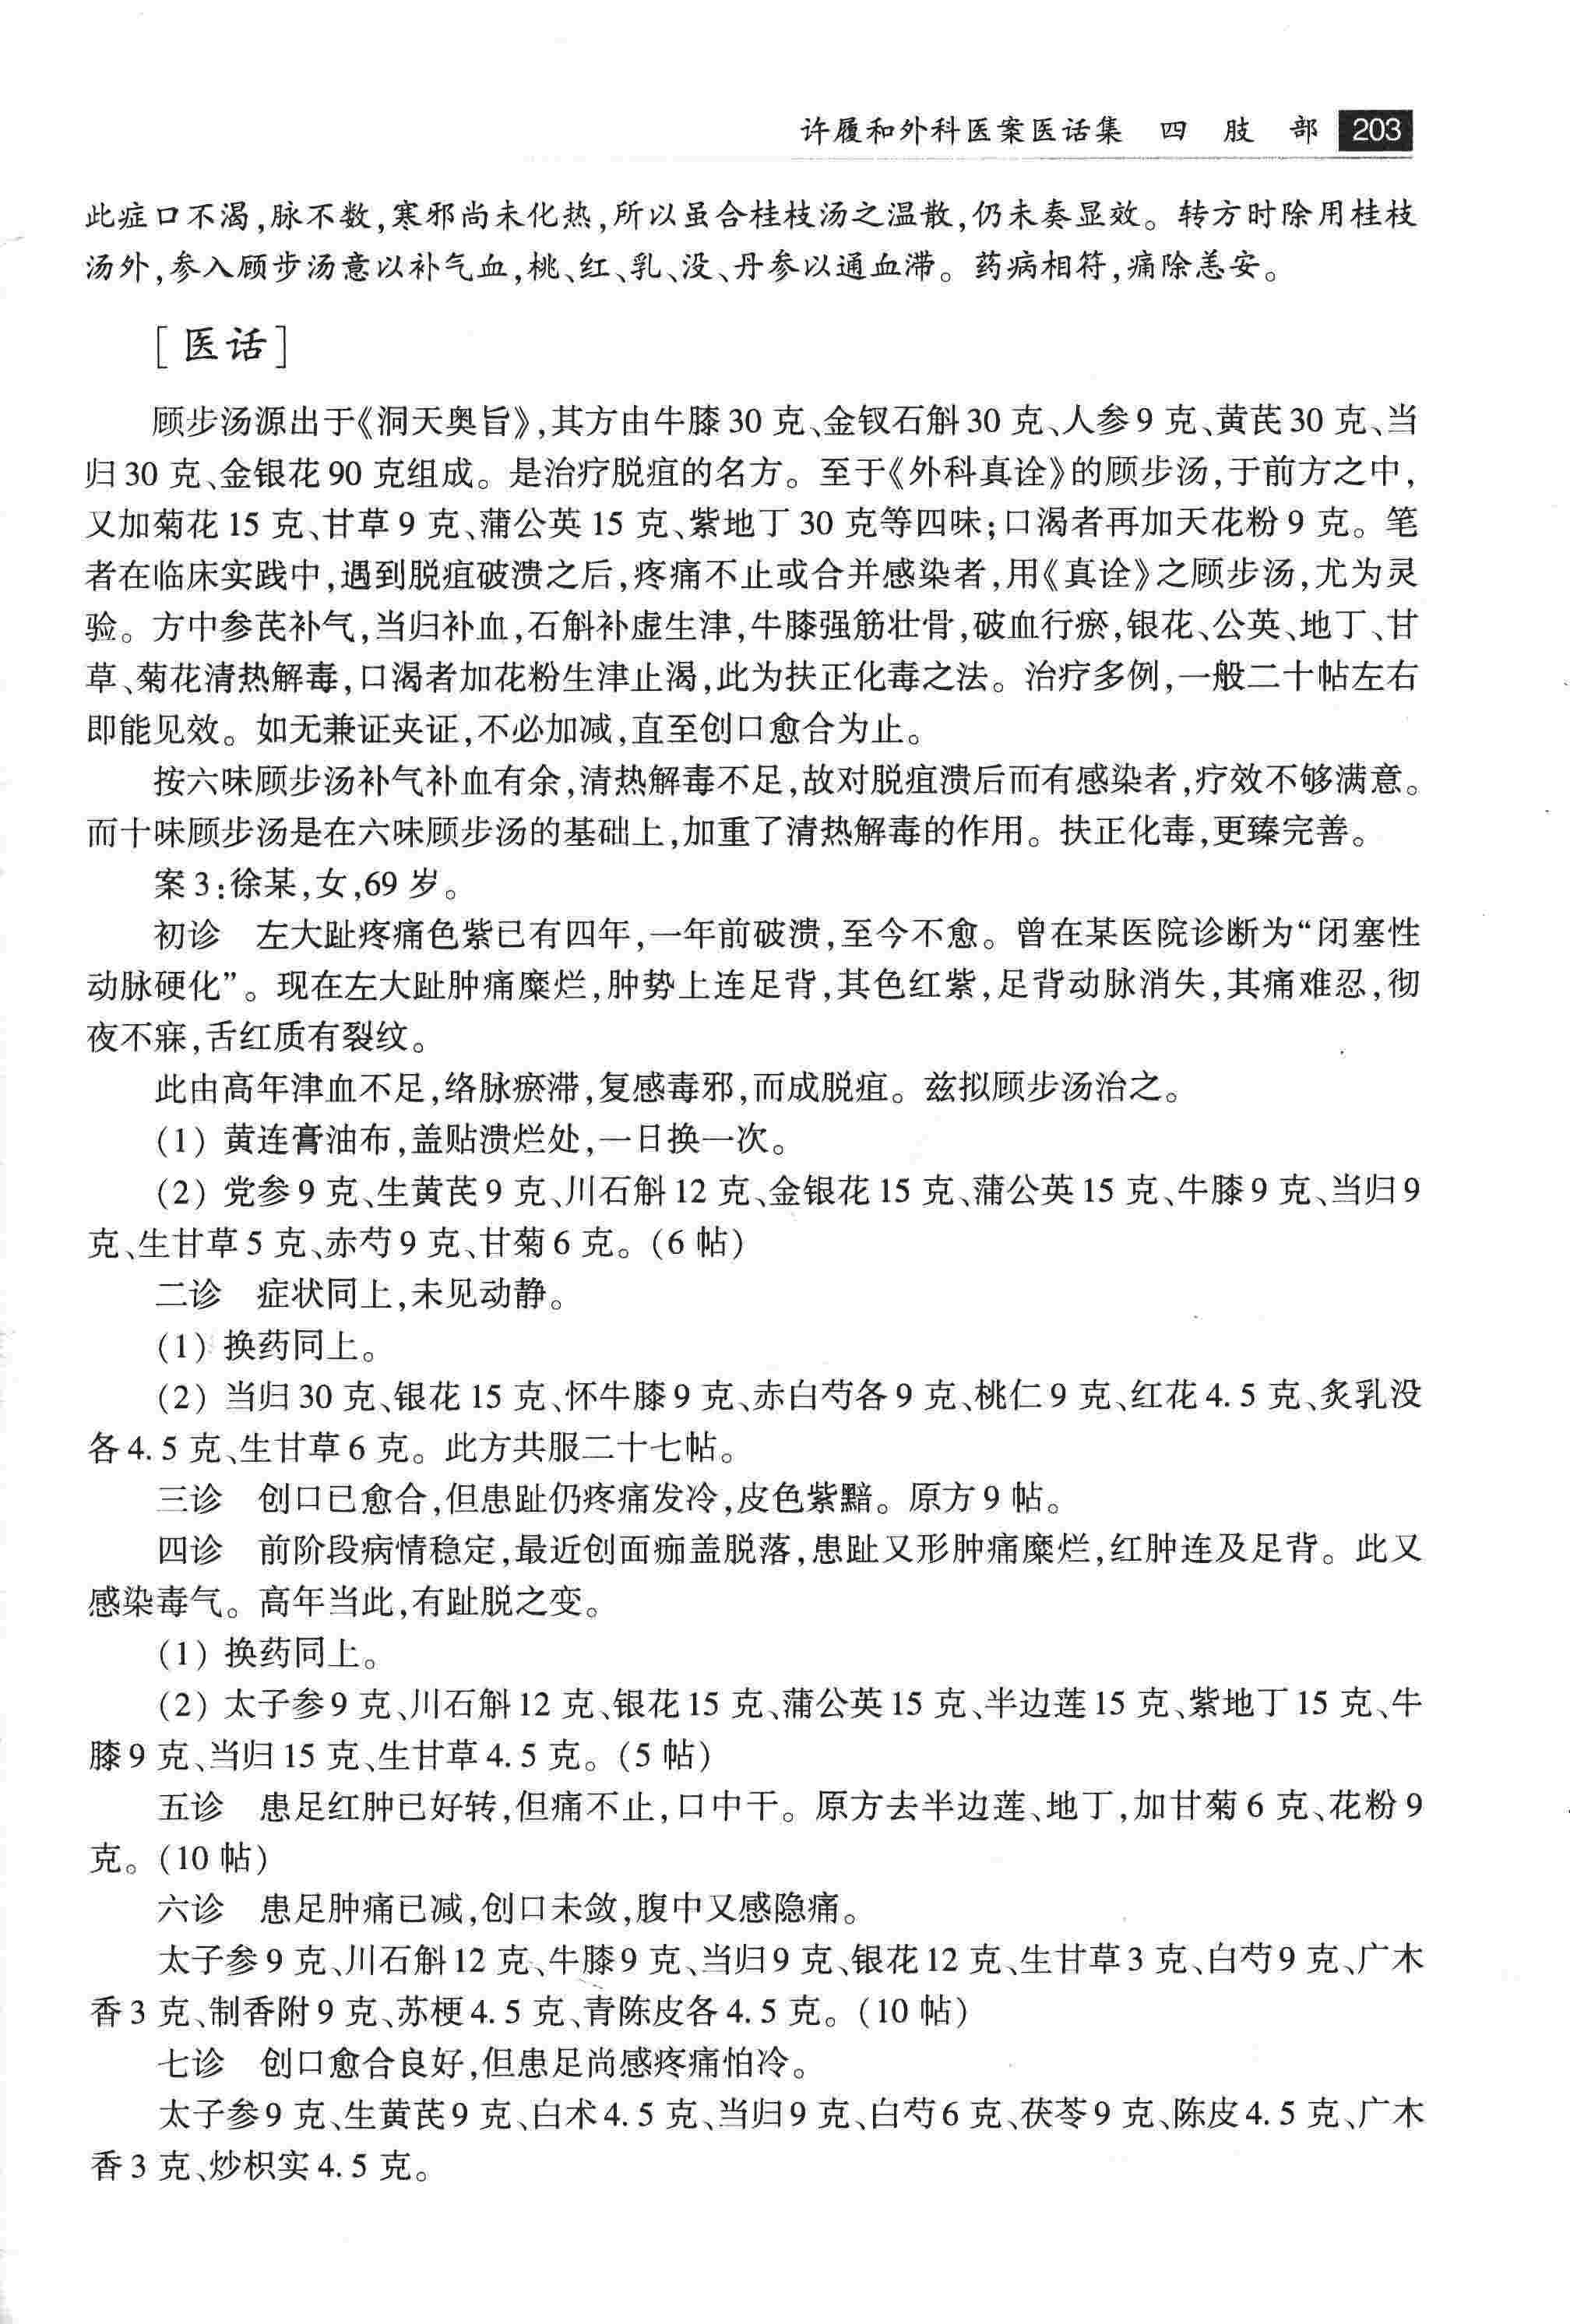 许履和外科医案医话集 四 肢 部 203
此症口不渴,脉不数,寒邪尚未化热,所以虽合桂枝汤之温散,仍未奏显效。转方时除用桂枝
汤外,参入顾步汤意以补气血,桃、红、乳、没、丹参以通血滞。药病相符,痛除恙安。
[医话]
顾步汤源出于《洞天奥旨》,其方由牛膝30 克、金钗石斛30 克、人参9 克、黄芪30 克、当
归30 克、金银花90 克组成。是治疗脱疽的名方。至于《外科真诠》的顾步汤,于前方之中,
又加菊花 15 克、甘草 9 克、蒲公英 15 克、紫地丁 30 克等四味;口渴者再加天花粉 9 克。笔
者在临床实践中,遇到脱疽破溃之后,疼痛不止或合并感染者,用《真诠》之顾步汤,尤为灵
验。方中参芪补气,当归补血,石斛补虚生津,牛膝强筋壮骨,破血行瘀,银花、公英、地丁、甘
草、菊花清热解毒,口渴者加花粉生津止渴,此为扶正化毒之法。治疗多例,一般二十帖左右
即能见效。如无兼证夹证,不必加减,直至创口愈合为止。
按六味顾步汤补气补血有余,清热解毒不足,故对脱疽溃后而有感染者,疗效不够满意。
而十味顾步汤是在六味顾步汤的基础上,加重了清热解毒的作用。扶正化毒,更臻完善。
案 3:徐某,女,69 岁。
初诊 左大趾疼痛色紫已有四年,一年前破溃,至今不愈。曾在某医院诊断为“闭塞性
动脉硬化”。现在左大趾肿痛糜烂,肿势上连足背,其色红紫,足背动脉消失,其痛难忍,彻
夜不寐,舌红质有裂纹。
此由高年津血不足,络脉瘀滞,复感毒邪,而成脱疽。兹拟顾步汤治之。
(1) 黄连膏油布,盖贴溃烂处,一日换一次。
(2) 党参9 克、生黄芪9 克、川石斛 12 克、金银花 15 克、蒲公英 15 克、牛膝9 克、当归9
克、生甘草 5 克、赤芍 9 克、甘菊 6 克。(6 帖)
二诊 症状同上,未见动静。
(1) 换药同上。
(2) 当归30 克、银花 15 克、怀牛膝9 克、赤白芍各9 克、桃仁9 克、红花4. 5 克、炙乳没
各4. 5 克、生甘草6 克。此方共服二十七帖。
三诊 创口已愈合,但患趾仍疼痛发冷,皮色紫黯。原方9 帖。
四诊 前阶段病情稳定,最近创面痂盖脱落,患趾又形肿痛糜烂,红肿连及足背。此又
感染毒气。高年当此,有趾脱之变。
(1) 换药同上。
(2) 太子参9 克、川石斛12 克、银花15 克、蒲公英15 克、半边莲15 克、紫地丁15 克、牛
膝9 克、当归 15 克、生甘草4. 5 克。(5 帖)
五诊 患足红肿已好转,但痛不止,口中干。原方去半边莲、地丁,加甘菊 6 克、花粉 9
克。(10 帖)
六诊 患足肿痛已减,创口未敛,腹中又感隐痛。
太子参9 克、川石斛12 克、牛膝9 克、当归9 克、银花12 克、生甘草3 克、白芍9 克、广木
香 3 克、制香附 9 克、苏梗 4. 5 克、青陈皮各 4. 5 克。(10 帖)
七诊 创口愈合良好,但患足尚感疼痛怕冷。
太子参9 克、生黄芪9 克、白术4. 5 克、当归9 克、白芍6 克、茯苓9 克、陈皮4. 5 克、广木
香 3 克、炒枳实 4. 5 克。